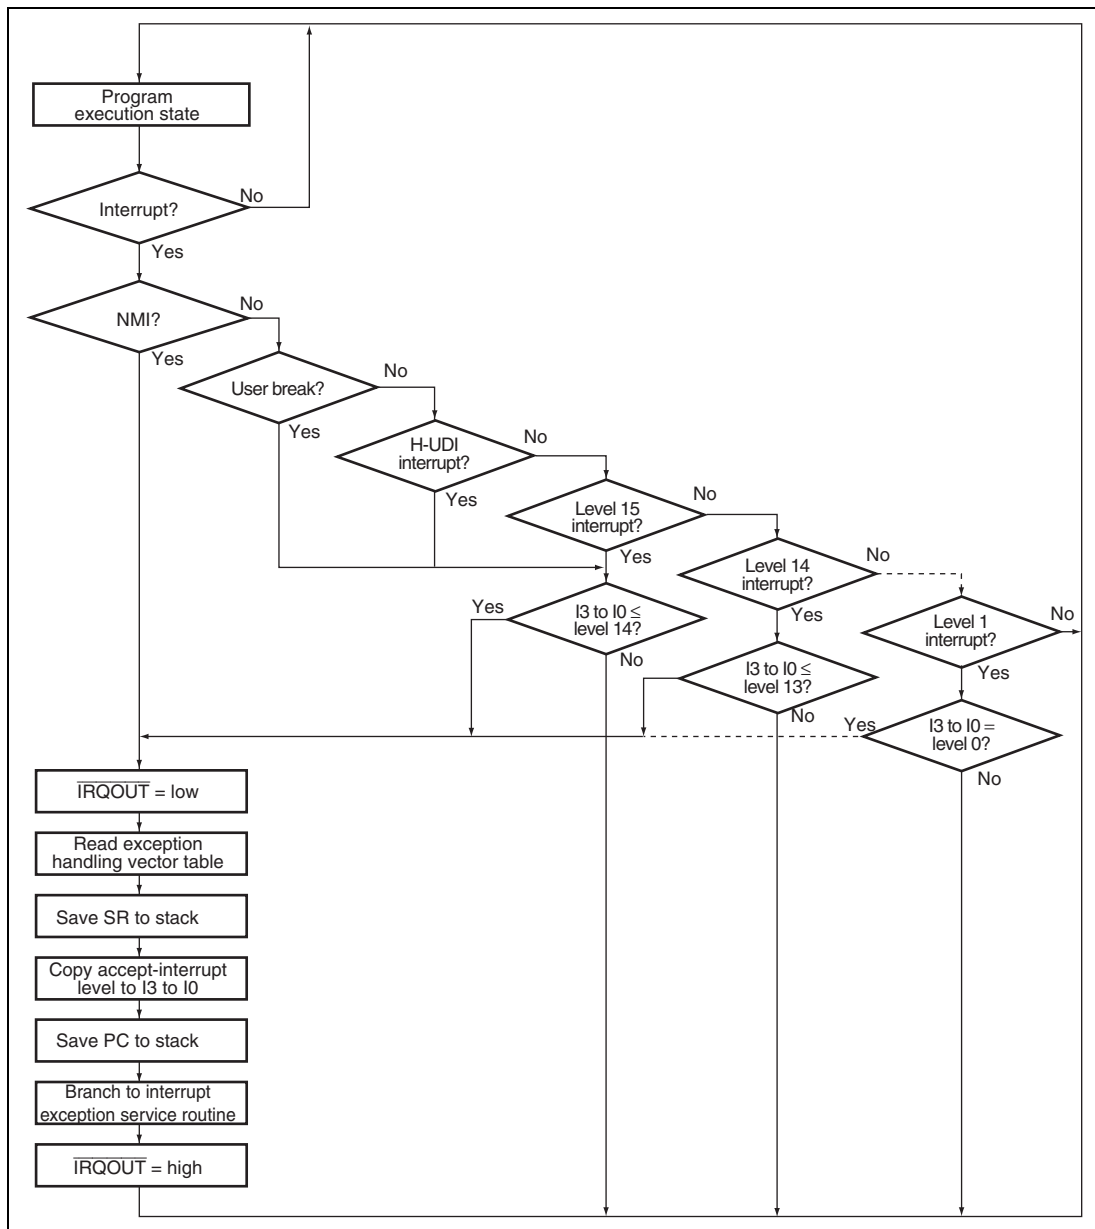 Program
execution state
Interrupt?
No
Yes
NMI?
No
Yes
User break?
No
Yes
H-UDI
interrupt?
No
Yes
Level 15
interrupt?
No
Yes
Level 14
interrupt?
No
Yes
Level 1
interrupt?
No
Yes
I3 to I0 ≤
level 14?
Yes
No
I3 to I0 ≤
level 13?
No
Yes
I3 to I0 =
level 0?
No
IRQOUT = low
Read exception
handling vector table
Save SR to stack
Copy accept-interrupt
level to I3 to I0
Save PC to stack
Branch to interrupt
exception service routine
IRQOUT = high